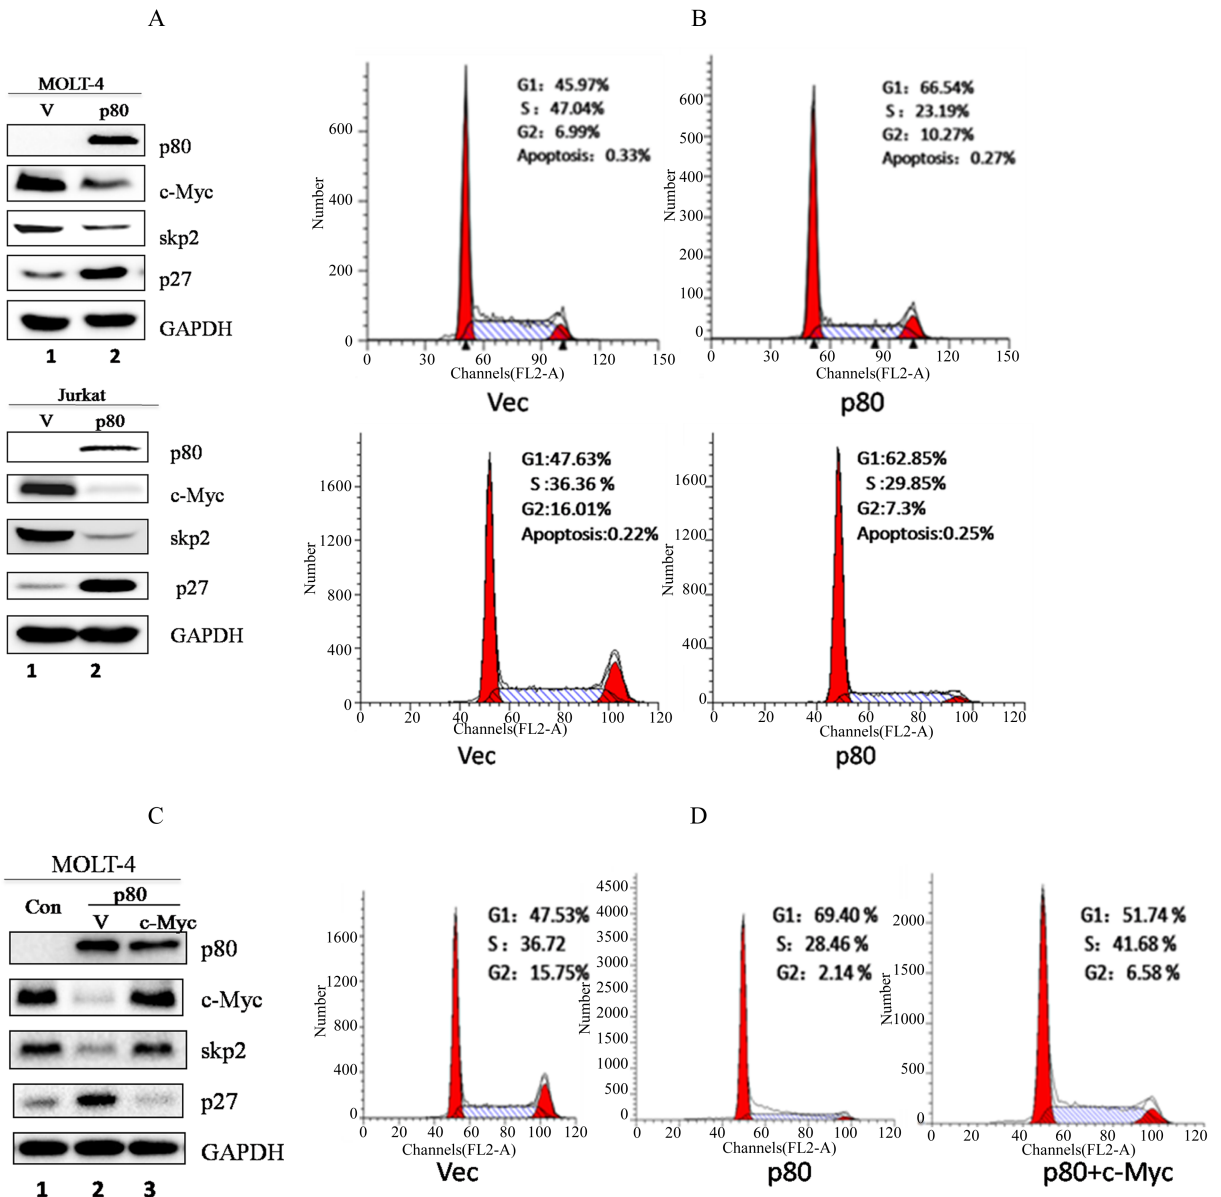 A
MOLT-4
V p80
p80
c-Myc
skp2
p27
GAPDH
1 2
Jurkat
V p80
p80
c-Myc
skp2
p27
GAPDH
1 2
B
Number
600
400
200
0
0 30 60 90 120 150
Channels(FL2-A)
G1: 45.97%
S : 47.04%
G2: 6.99%
Apoptosis: 0.33%
Vec
Number
600
500
400
300
200
100
0
0 30 60 90 120 150
Channels(FL2-A)
G1: 66.54%
S : 23.19%
G2: 10.27%
Apoptosis: 0.27%
p80
Number
1600
1200
800
400
0
0 20 40 60 80 100 120
Channels(FL2-A)
G1:47.63%
S :36.36 %
G2:16.01%
Apoptosis:0.22%
Vec
Number
1600
1200
800
400
0
0 20 40 60 80 100 120
Channels(FL2-A)
G1:62.85%
S :29.85%
G2:7.3%
Apoptosis:0.25%
p80
C
MOLT-4
p80
Con V c-Myc
p80
c-Myc
skp2
p27
GAPDH
1 2 3
D
Number
1600
1200
800
400
0
0 20 40 60 80 100 120
Channels(FL2-A)
G1: 47.53%
S : 36.72
G2: 15.75%
Vec
Number
4500
4000
3500
3000
2500
2000
1500
1000
500
0
0 20 40 60 80 100 120
Channels(FL2-A)
G1: 69.40 %
S: 28.46 %
G2: 2.14 %
p80
Number
2000
1500
1000
500
0
0 20 40 60 80 100 120
Channels(FL2-A)
G1: 51.74 %
S: 41.68 %
G2: 6.58 %
p80+c-Myc